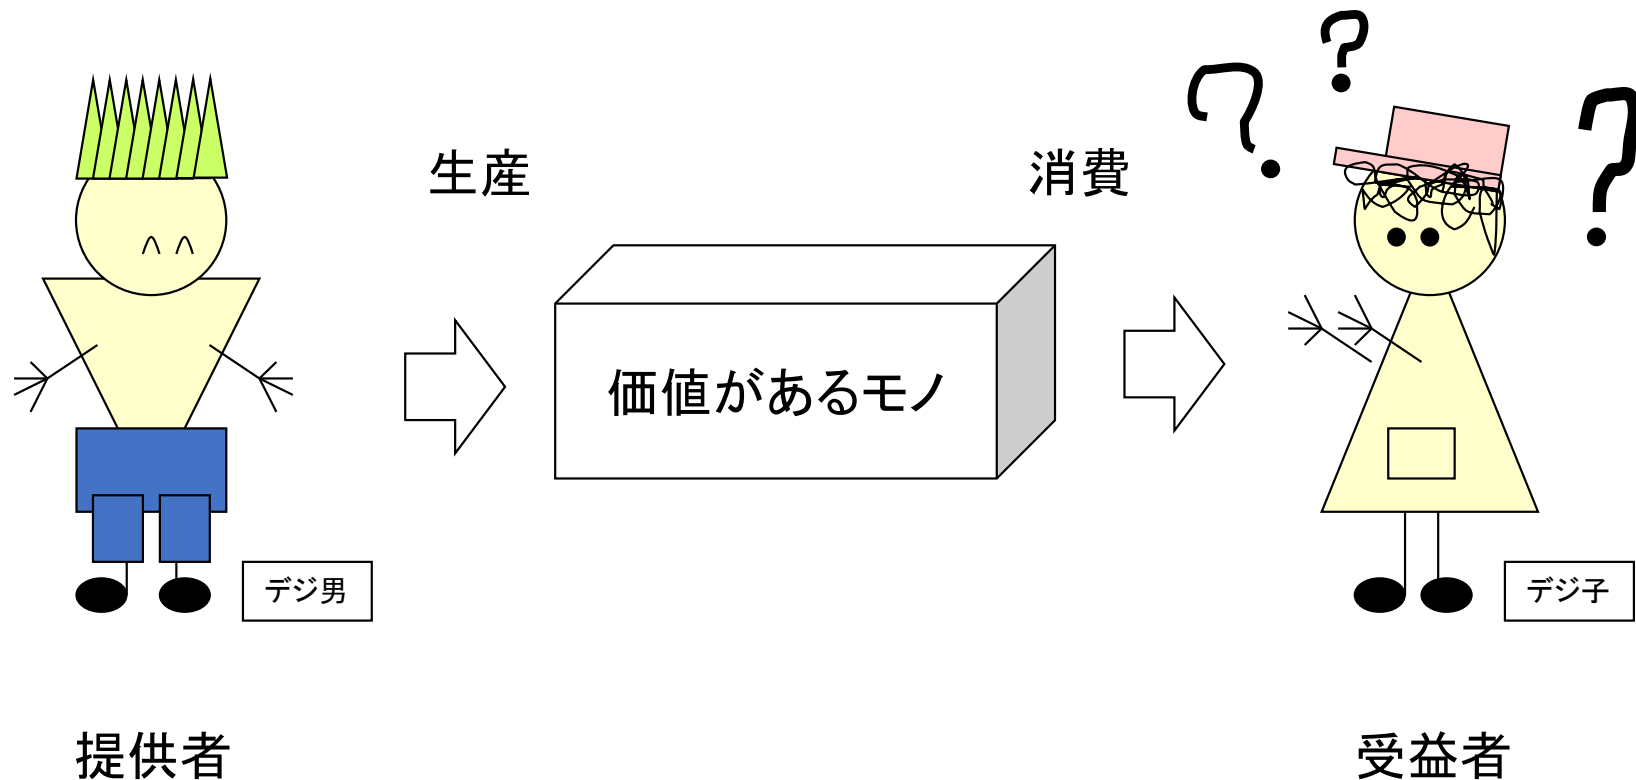 生産
消費
価値があるモノ
デジ男
デジ子
提供者
受益者